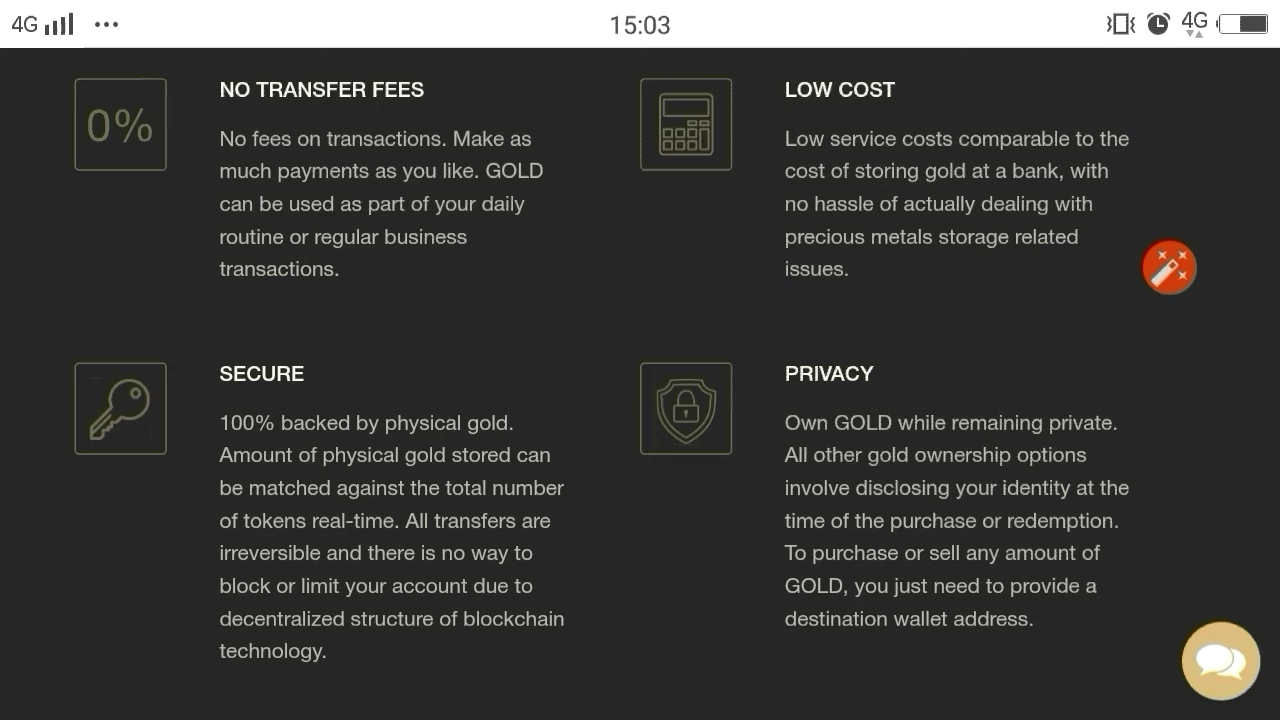 4G ... 15:03 4G
0%
NO TRANSFER FEES
No fees on transactions. Make as
much payments as you like. GOLD
can be used as part of your daily
routine or regular business
transactions.
LOW COST
Low service costs comparable to the
cost of storing gold at a bank, with
no hassle of actually dealing with
precious metals storage related
issues.
SECURE
100% backed by physical gold.
Amount of physical gold stored can
be matched against the total number
of tokens real-time. All transfers are
irreversible and there is no way to
block or limit your account due to
decentralized structure of blockchain
technology.
PRIVACY
Own GOLD while remaining private.
All other gold ownership options
involve disclosing your identity at the
time of the purchase or redemption.
To purchase or sell any amount of
GOLD, you just need to provide a
destination wallet address.